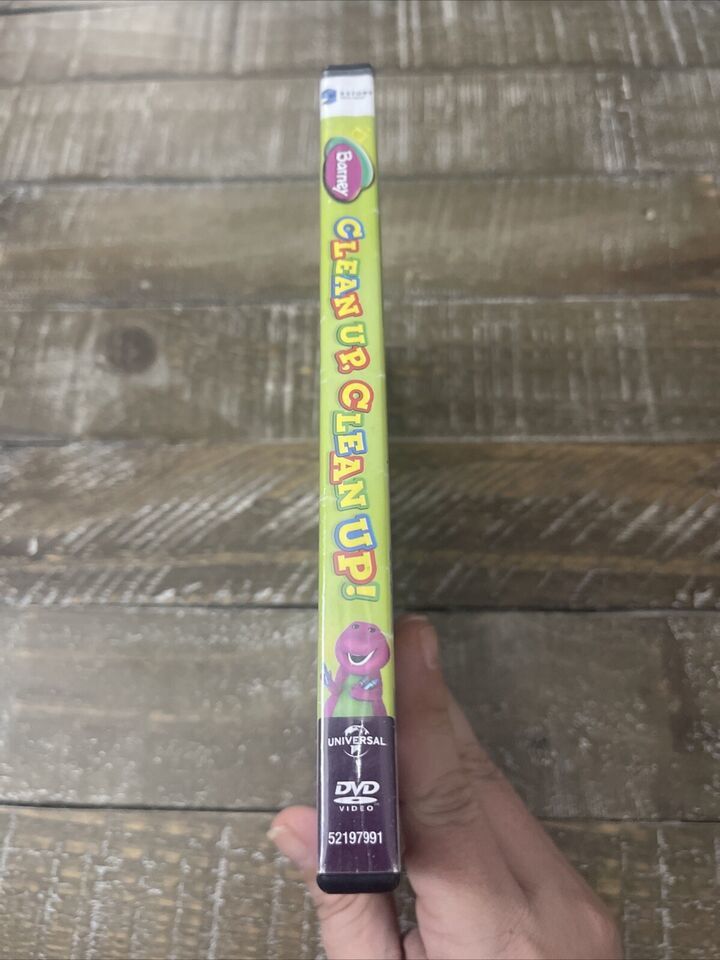 Barney
CLEAN UP, CLEAN UP!
UNIVERSAL
DVD
VIDEO
52197991